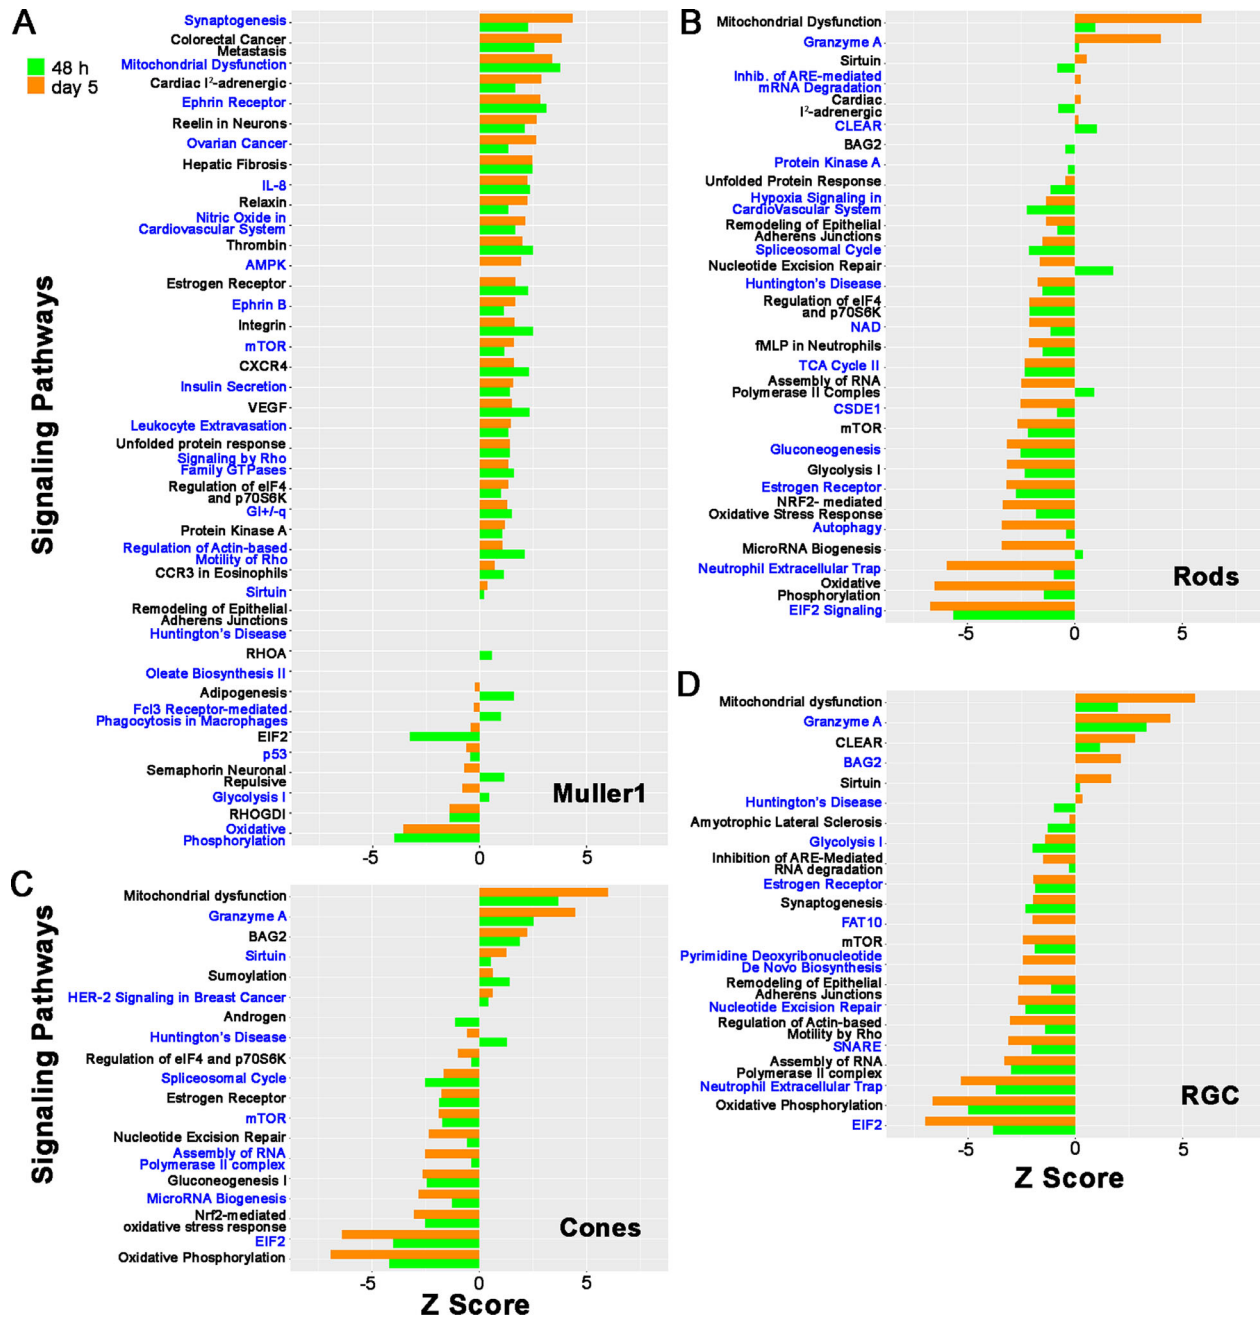 A
48 h
day 5
Signaling Pathways
Synaptogenesis
Colorectal Cancer
Metastasis
Mitochondrial Dysfunction
Cardiac I²-adrenergic
Ephrin Receptor
Reelin in Neurons
Ovarian Cancer
Hepatic Fibrosis
IL-8
Relaxin
Nitric Oxide in
Cardiovascular System
Thrombin
AMPK
Estrogen Receptor
Ephrin B
Integrin
mTOR
CXCR4
Insulin Secretion
VEGF
Leukocyte Extravasation
Unfolded protein response
Signaling by Rho
Family GTPases
Regulation of eIF4
and p70S6K
GI+/-q
Protein Kinase A
Regulation of Actin-based
Motility of Rho
CCR3 in Eosinophils
Sirtuin
Remodeling of Epithelial
Adherens Junctions
Huntington's Disease
RHOA
Oleate Biosynthesis II
Adipogenesis
Fcl3 Receptor-mediated
Phagocytosis in Macrophages
EIF2
p53
Semaphorin Neuronal
Repulsive
Glycolysis I
RHOGDI
Oxidative
Phosphorylation
Muller1
-5 0 5
B
Mitochondrial Dysfunction
Granzyme A
Sirtuin
Inhib. of ARE-mediated
mRNA Degradation
Cardiac
I²-adrenergic
CLEAR
BAG2
Protein Kinase A
Unfolded Protein Response
Hypoxia Signaling in
CardioVascular System
Remodeling of Epithelial
Adherens Junctions
Spliceosomal Cycle
Nucleotide Excision Repair
Huntington's Disease
Regulation of eIF4
and p70S6K
NAD
fMLP in Neutrophils
TCA Cycle II
Assembly of RNA
Polymerase II Comples
CSDE1
mTOR
Gluconeogenesis
Glycolysis I
Estrogen Receptor
NRF2- mediated
Oxidative Stress Response
Autophagy
MicroRNA Biogenesis
Neutrophil Extracellular Trap
Oxidative
Phosphorylation
EIF2 Signaling
Rods
-5 0 5
C
Signaling Pathways
Mitochondrial dysfunction
Granzyme A
BAG2
Sirtuin
Sumoylation
HER-2 Signaling in Breast Cancer
Androgen
Huntington's Disease
Regulation of eIF4 and p70S6K
Spliceosomal Cycle
Estrogen Receptor
mTOR
Nucleotide Excision Repair
Assembly of RNA
Polymerase II complex
Gluconeogenesis I
MicroRNA Biogenesis
Nrf2-mediated
oxidative stress response
EIF2
Oxidative Phosphorylation
Cones
-5 0 5
Z Score
D
Mitochondrial dysfunction
Granzyme A
CLEAR
BAG2
Sirtuin
Huntington's Disease
Amyotrophic Lateral Sclerosis
Glycolysis I
Inhibition of ARE-Mediated
RNA degradation
Estrogen Receptor
Synaptogenesis
FAT10
mTOR
Pyrimidine Deoxyribonucleotide
De Novo Biosynthesis
Remodeling of Epithelial
Adherens Junctions
Nucleotide Excision Repair
Regulation of Actin-based
Motility by Rho
SNARE
Assembly of RNA
Polymerase II complex
Neutrophil Extracellular Trap
Oxidative Phosphorylation
EIF2
RGC
-5 0 5
Z Score